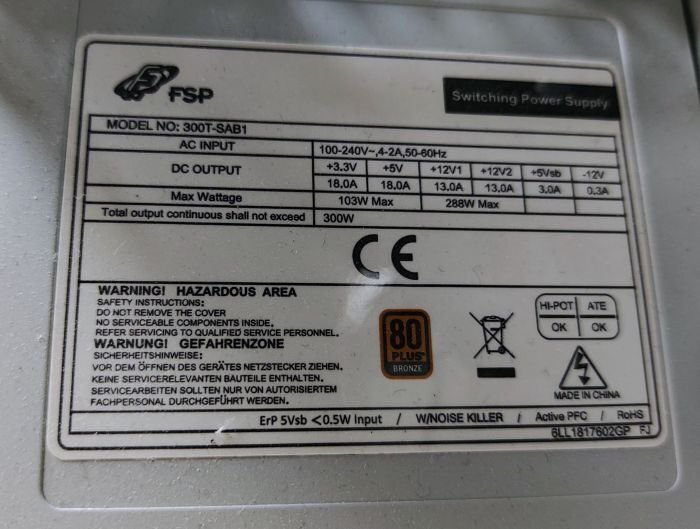 FSP
Switching Power Supply
MODEL NO: 300T-SAB1
AC INPUT 100-240V~,4-2A,50-60Hz
DC OUTPUT +3.3V +5V +12V1 +12V2 +5Vsb -12V
18.0A 18.0A 13.0A 13.0A 3.0A 0.3A
Max Wattage 103W Max 288W Max
Total output continuous shall not exceed 300W
CE
WARNING! HAZARDOUS AREA
SAFETY INSTRUCTIONS:
DO NOT REMOVE THE COVER
NO SERVICEABLE COMPONENTS INSIDE.
REFER SERVICING TO QUALIFIED SERVICE PERSONNEL.
WARNUNG! GEFAHRENZONE
SICHERHEITSHINWEISE:
VOR DEM ÖFFNEN DES GERÄTES NETZSTECKER ZIEHEN.
KEINE SERVICERELEVANTEN BAUTEILE ENTHALTEN.
SERVICEARBEITEN SOLLTEN NUR VON AUTORISIERTEM
FACHPERSONAL DURCHGEFÜHRT WERDEN.
80
PLUS
BRONZE
HI-POT ATE
OK OK
MADE IN CHINA
ErP 5Vsb <0.5W Input / W/NOISE KILLER / Active PFC / RoHS
6LL1817602GP FJ